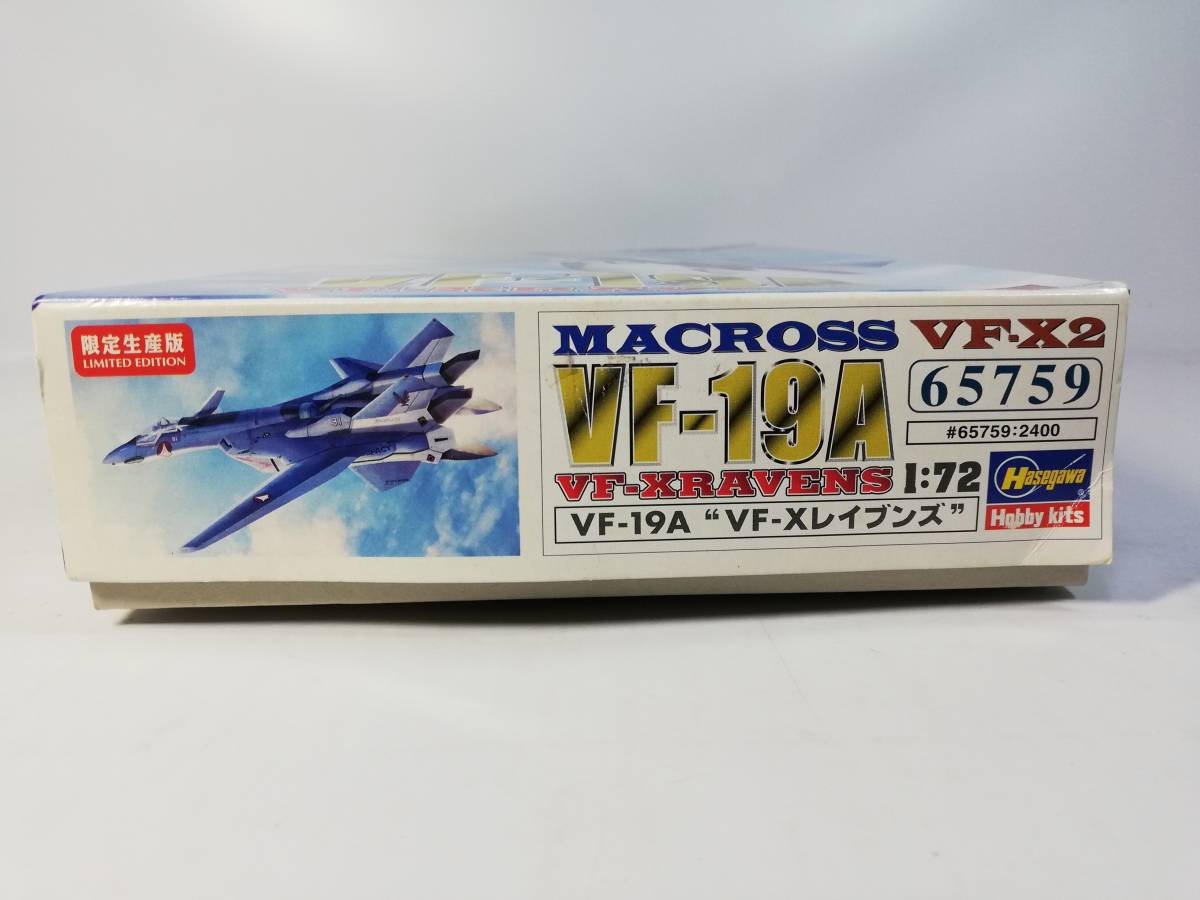 限定生産版
LIMITED EDITION
MACROSS VF-X2
VF-19A
65759
#65759:2400
VF-XRAVENS 1:72
VF-19A “VF-Xレイブンズ”
Hasegawa
Hobby kits